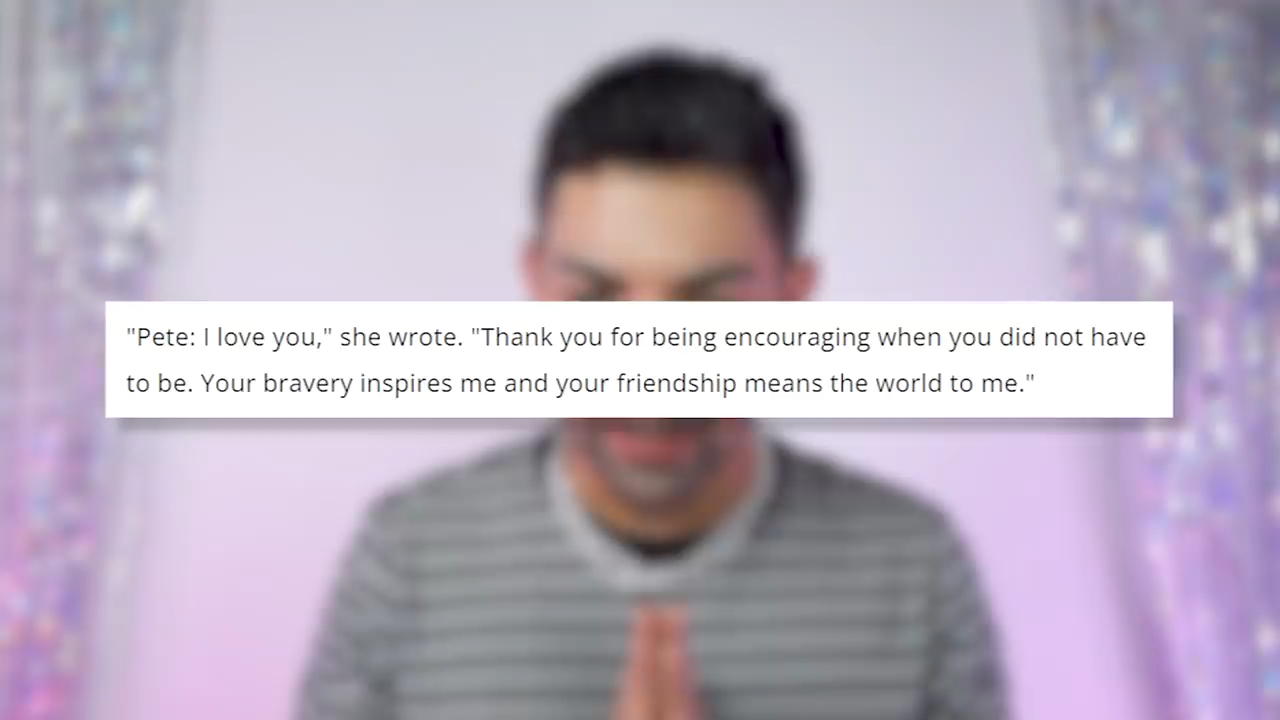 "Pete: I love you," she wrote. "Thank you for being encouraging when you did not have
to be. Your bravery inspires me and your friendship means the world to me."